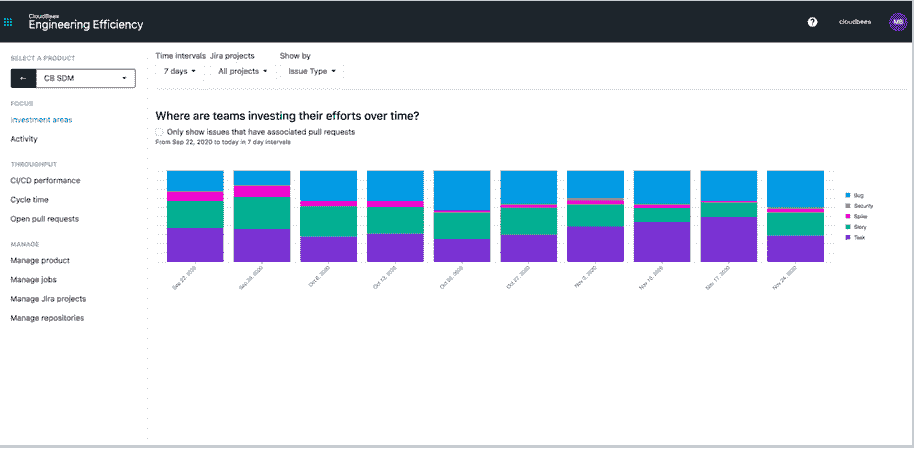 CloudBees
Engineering Efficiency
cloudbees
MB
SELECT A PRODUCT
CB SDM
FOCUS
Investment areas
Activity
THROUGHPUT
CI/CD performance
Cycle time
Open pull requests
MANAGE
Manage product
Manage jobs
Manage Jira projects
Manage repositories
Time intervals Jira projects Show by
7 days All projects Issue Type
Where are teams investing their efforts over time?
Only show issues that have associated pull requests
From Sep 22, 2020 to today in 7 day intervals
Bug
Security
Spike
Story
Task
Sep 22, 2020
Sep 29, 2020
Oct 6, 2020
Oct 13, 2020
Oct 20, 2020
Oct 27, 2020
Nov 3, 2020
Nov 10, 2020
Nov 17, 2020
Nov 24, 2020